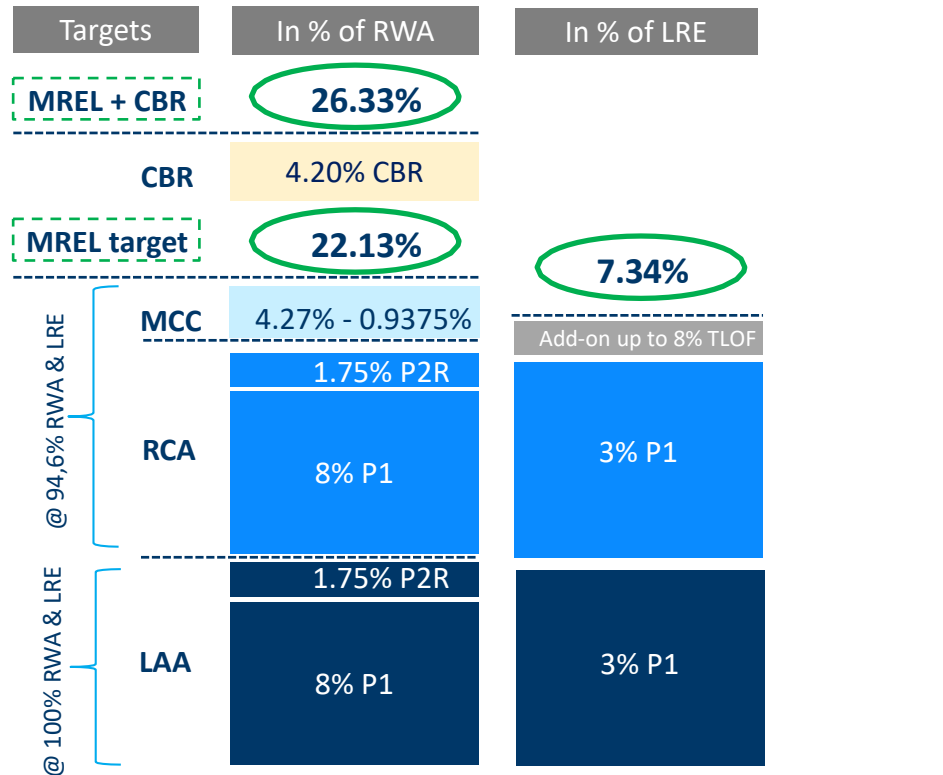 Targets
In % of RWA
In % of LRE
MREL + CBR
26.33%
CBR
4.20% CBR
MREL target
22.13%
7.34%
MCC
4.27% - 0.9375%
Add-on up to 8% TLOF
1.75% P2R
@ 94,6% RWA & LRE
RCA
8% P1
3% P1
1.75% P2R
@ 100% RWA & LRE
LAA
8% P1
3% P1